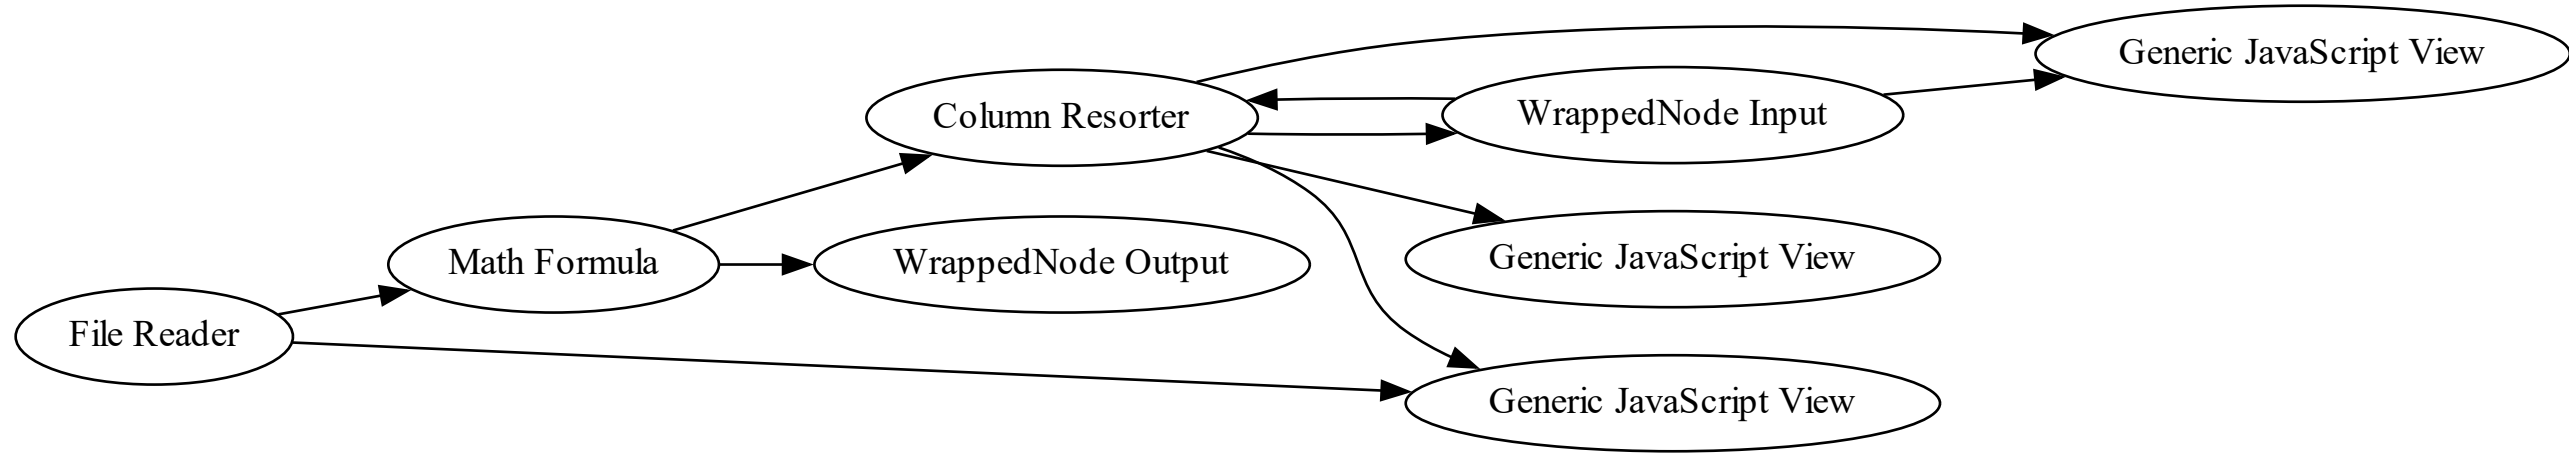 Generic JavaScript View
Column Resorter
WrappedNode Input
Math Formula
WrappedNode Output
Generic JavaScript View
File Reader
Generic JavaScript View